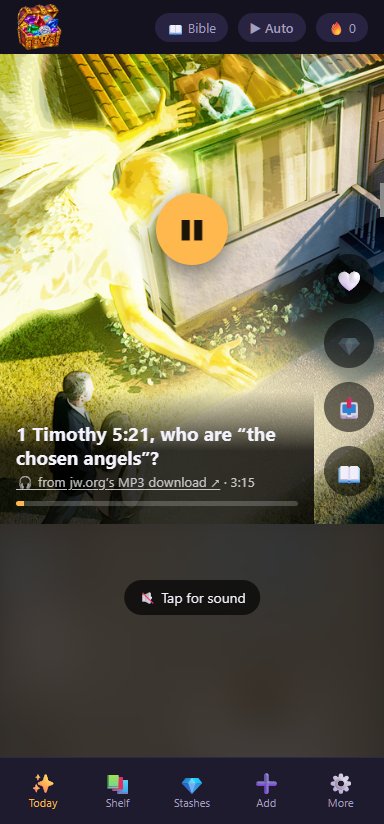 Bible
Auto
0
1 Timothy 5:21, who are “the
chosen angels”?
from jw.org’s MP3 download ↗ · 3:15
Tap for sound
Today
Shelf
Stashes
Add
More